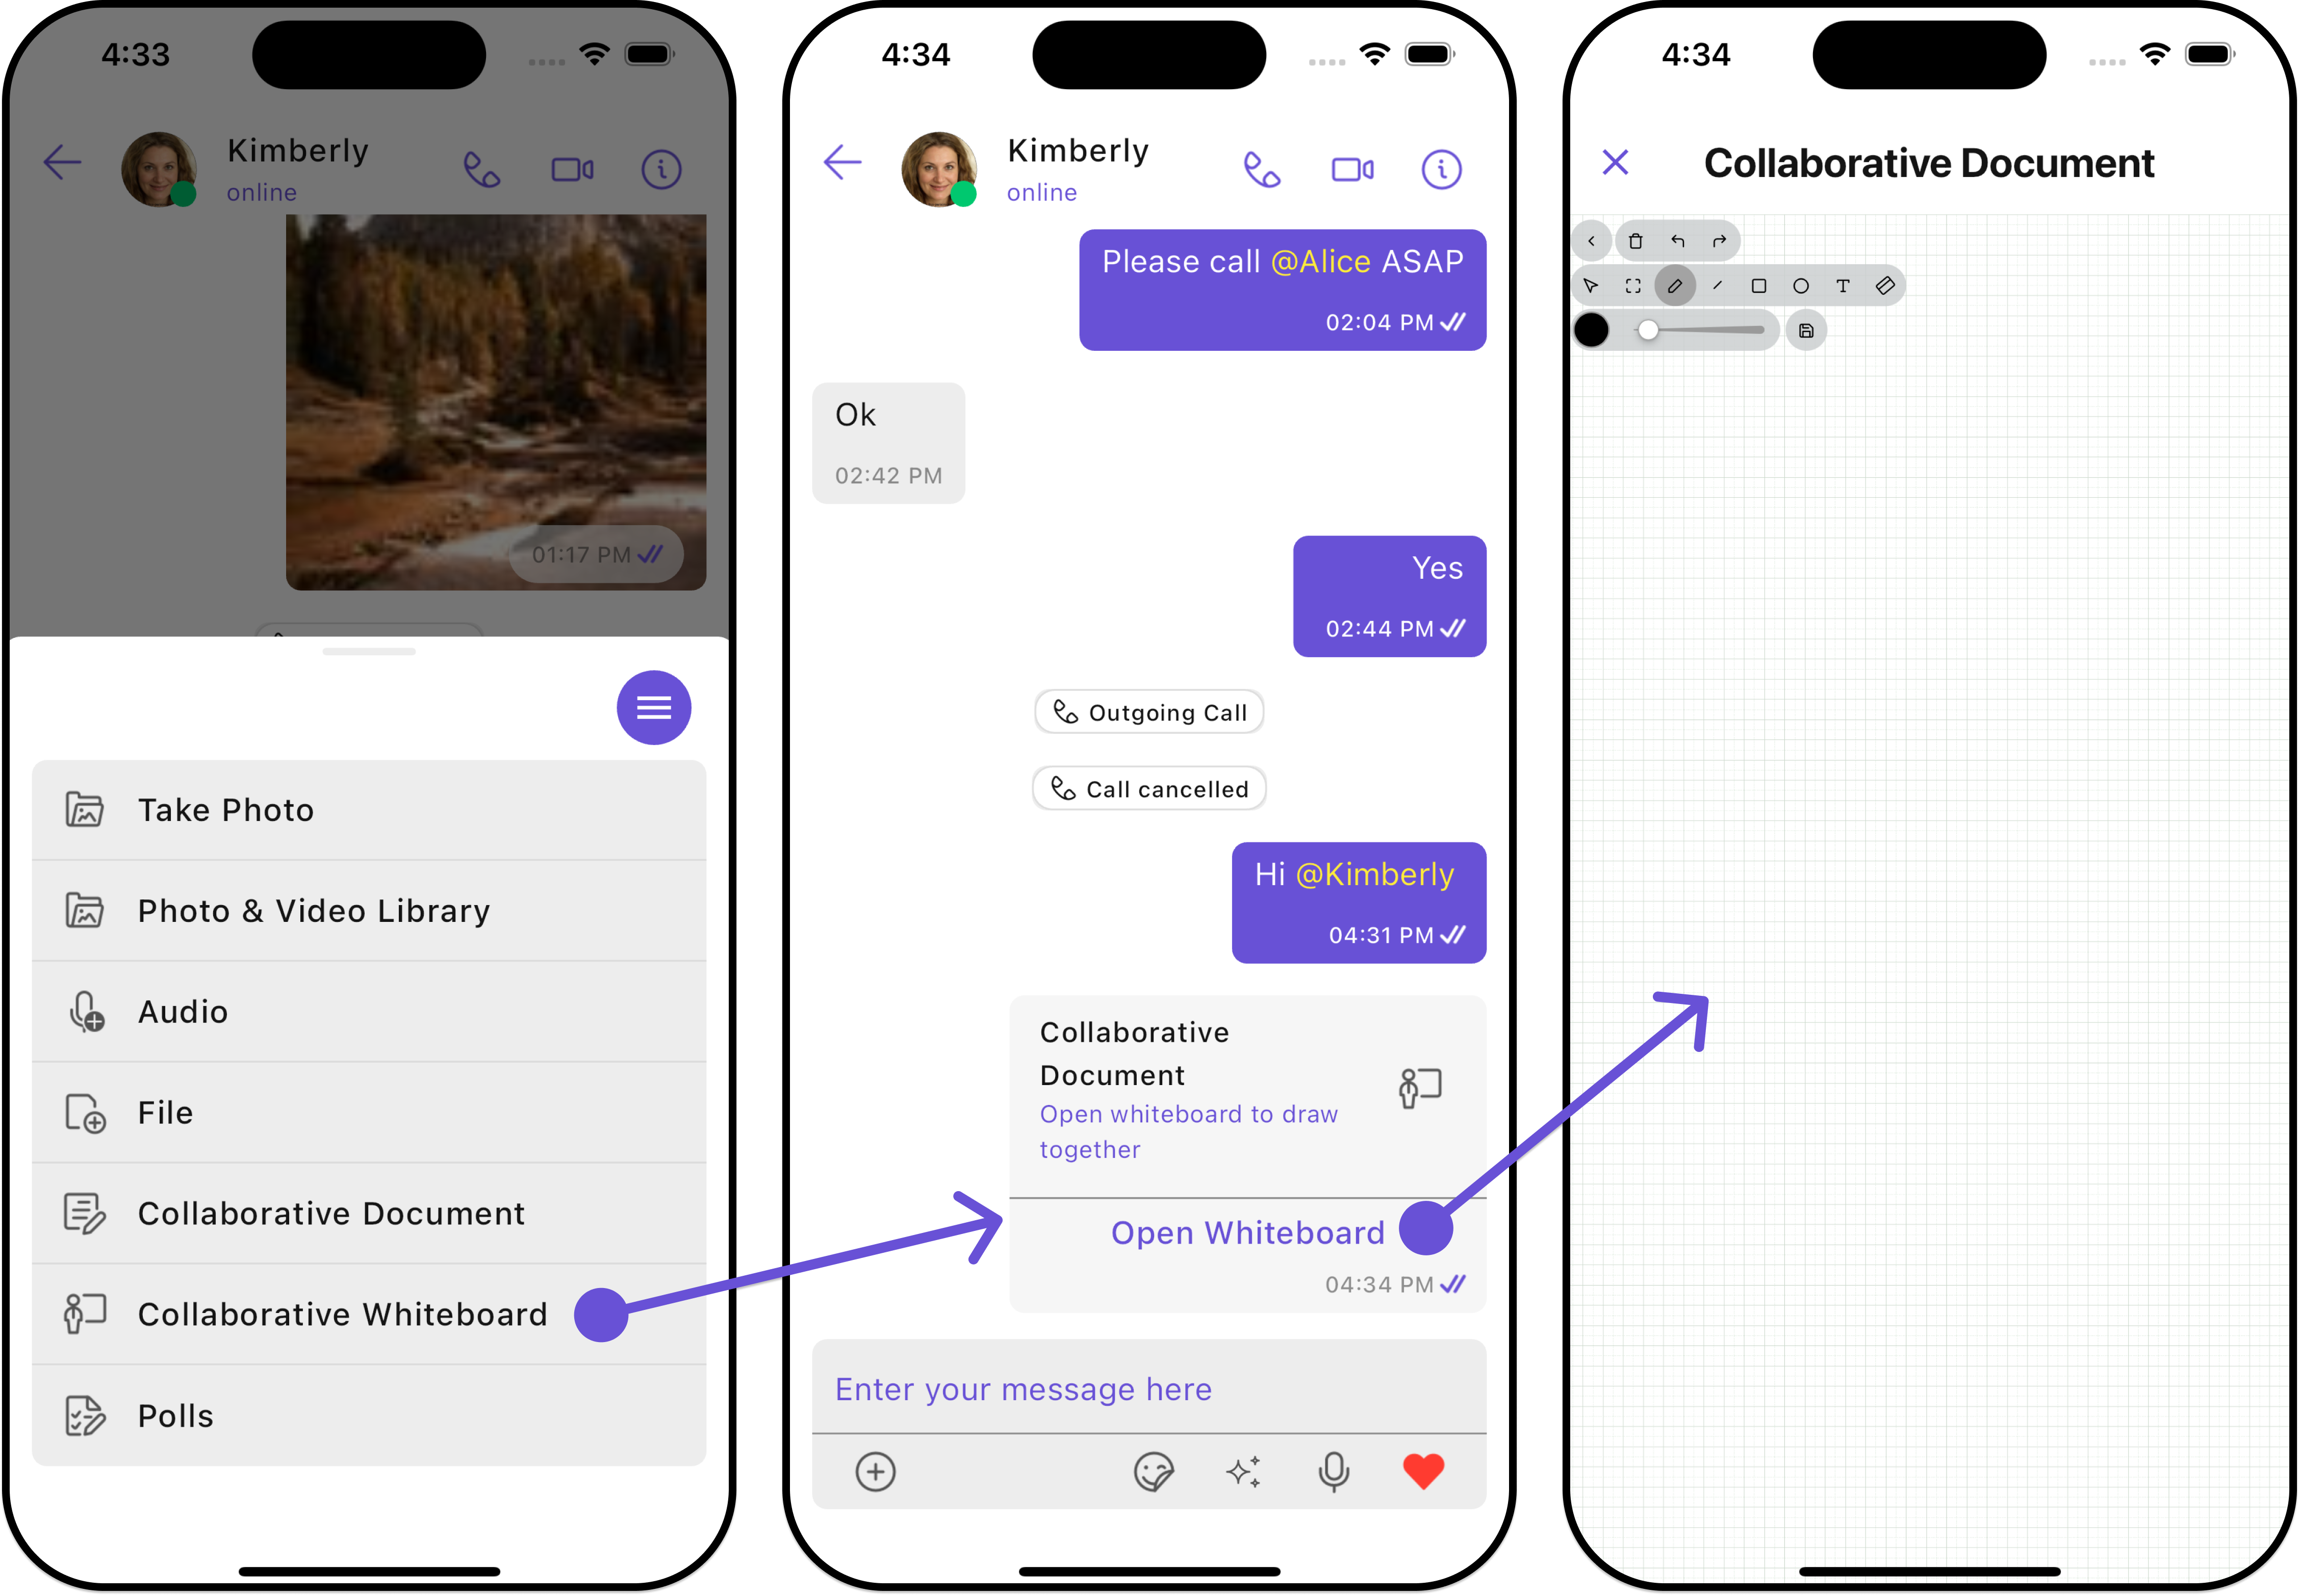 4:33
Kimberly
online
01:17 PM
Take Photo
Photo & Video Library
Audio
File
Collaborative Document
Collaborative Whiteboard
Polls
4:34
Kimberly
online
Please call @Alice ASAP
02:04 PM
Ok
02:42 PM
Yes
02:44 PM
Outgoing Call
Call cancelled
Hi @Kimberly
04:31 PM
Collaborative
Document
Open whiteboard to draw
together
Open Whiteboard
04:34 PM
Enter your message here
4:34
Collaborative Document
T